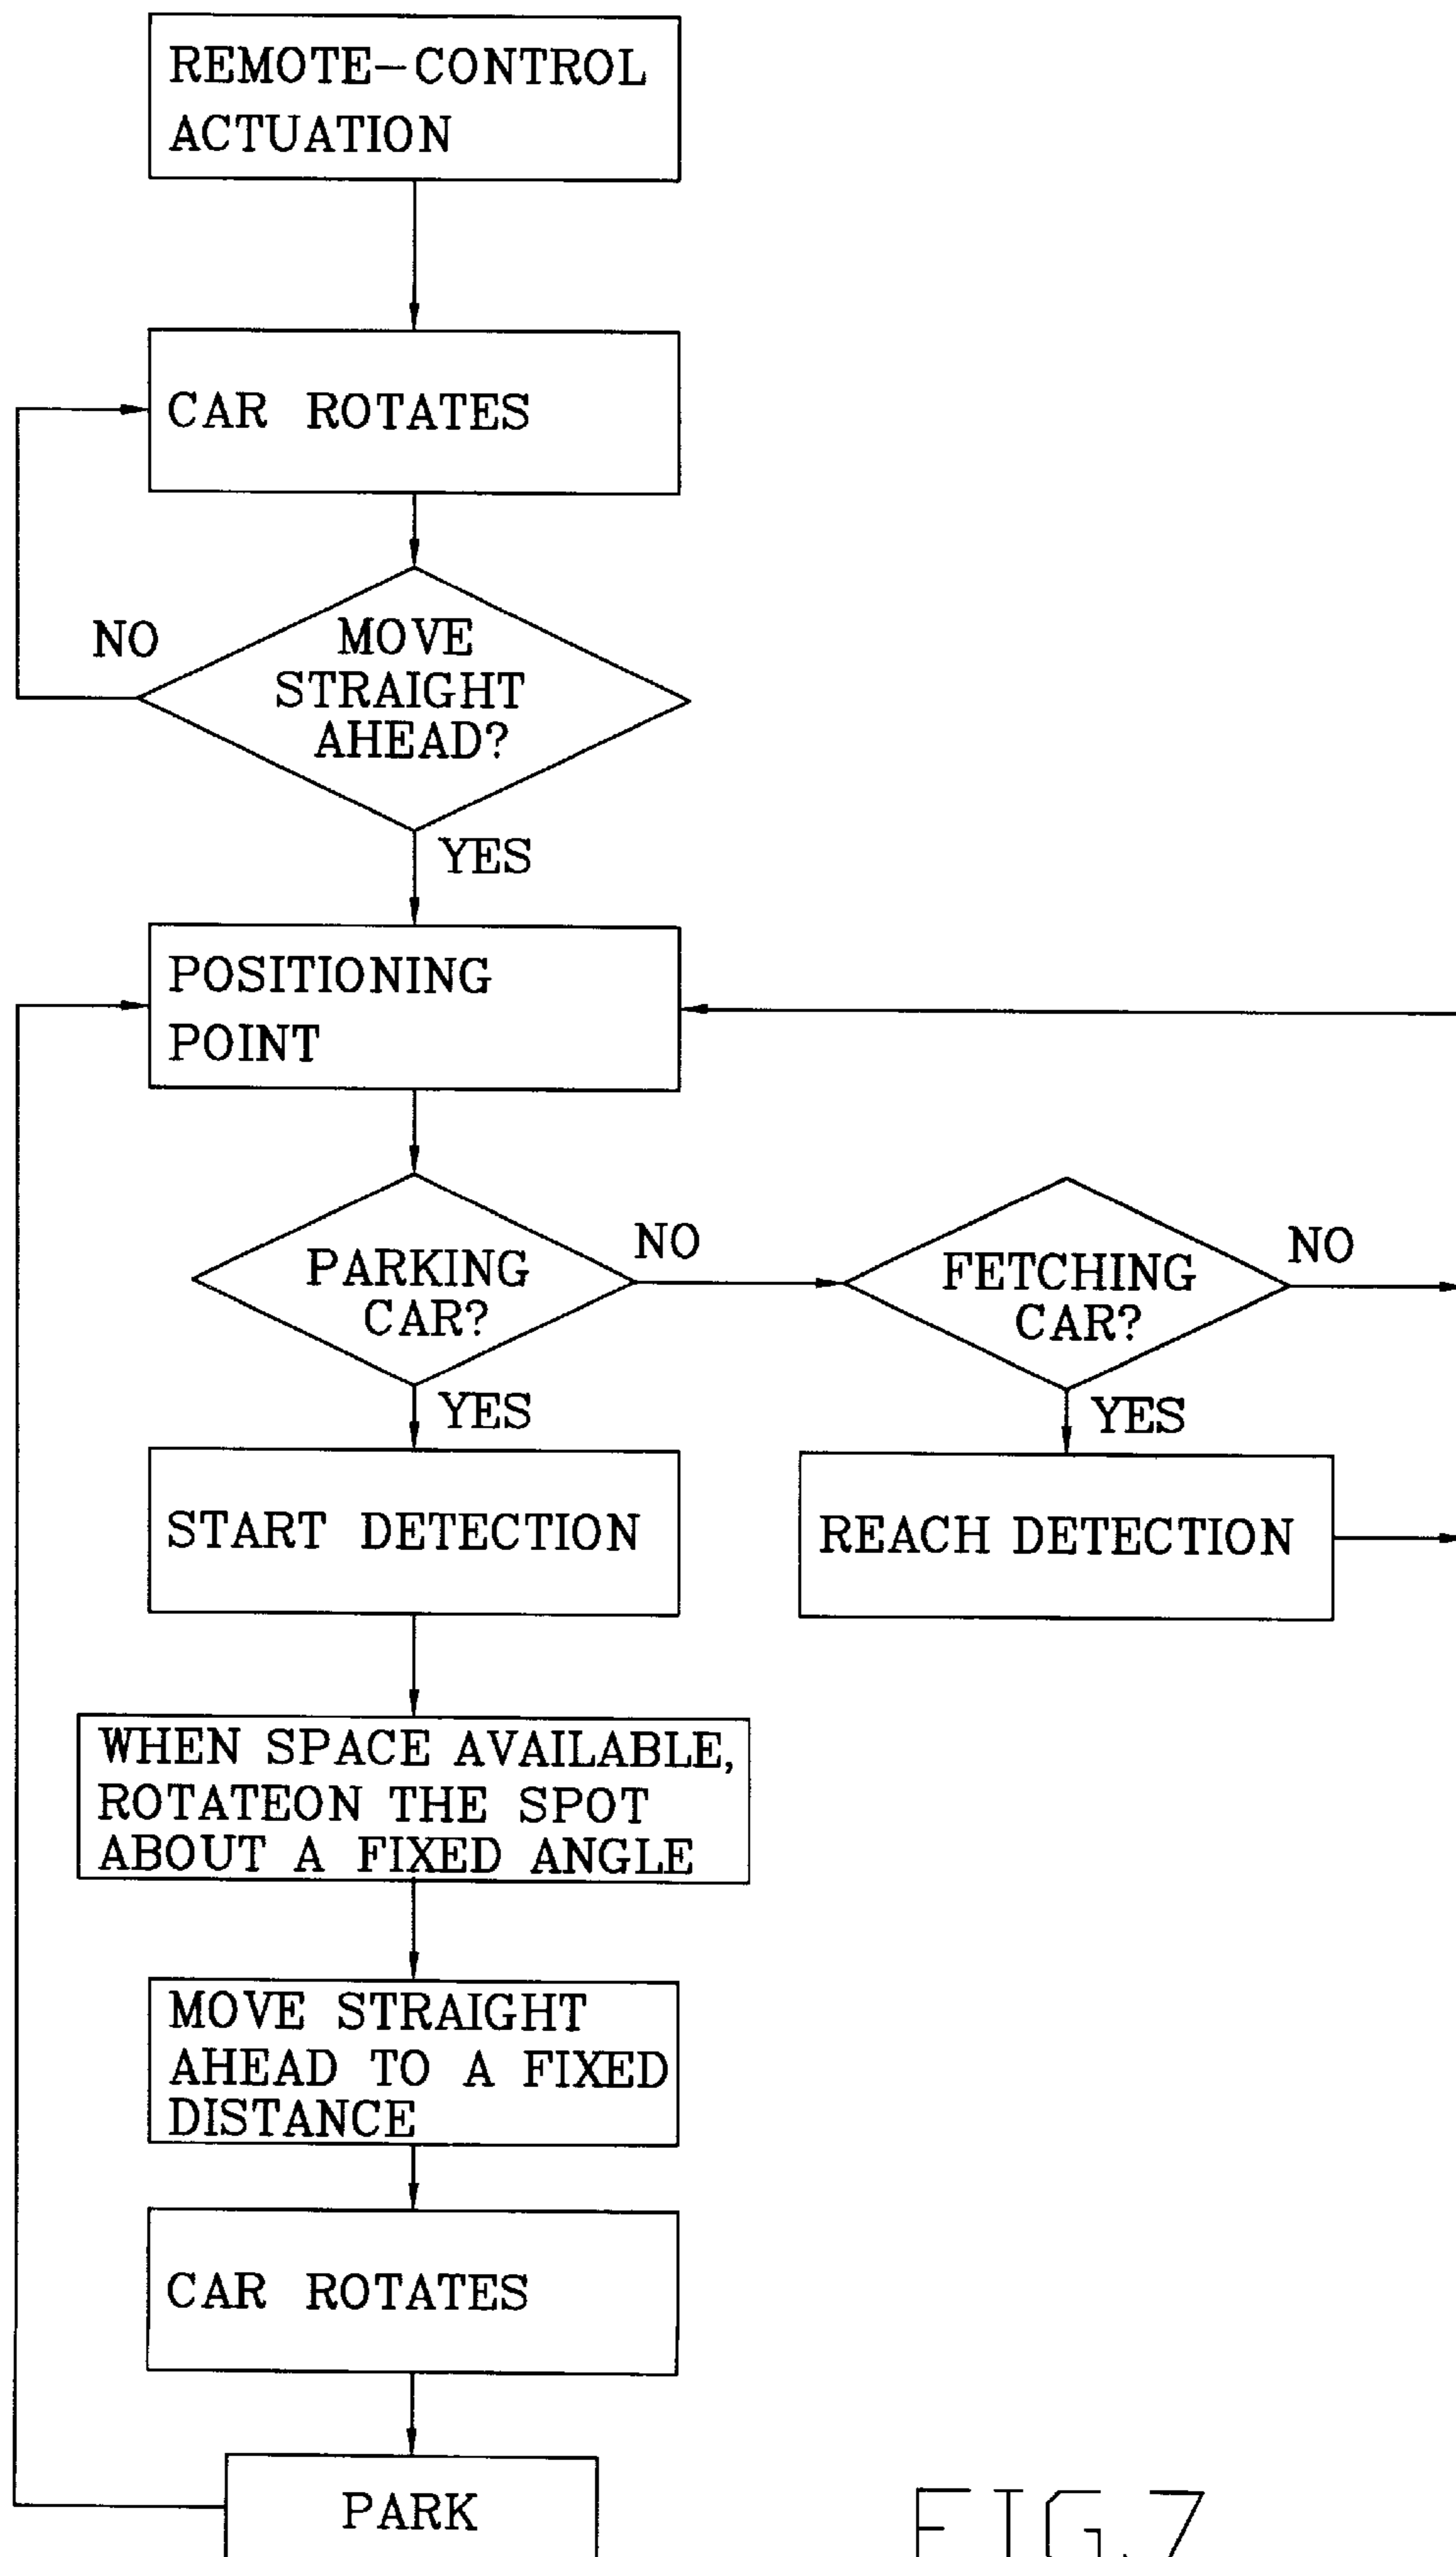 REMOTE-CONTROL
ACTUATION
CAR ROTATES
NO
MOVE
STRAIGHT
AHEAD?
YES
POSITIONING
POINT
PARKING
CAR?
NO
FETCHING
CAR?
NO
YES
YES
START DETECTION
REACH DETECTION
WHEN SPACE AVAILABLE,
ROTATEON THE SPOT
ABOUT A FIXED ANGLE
MOVE STRAIGHT
AHEAD TO A FIXED
DISTANCE
CAR ROTATES
PARK
FIG.7